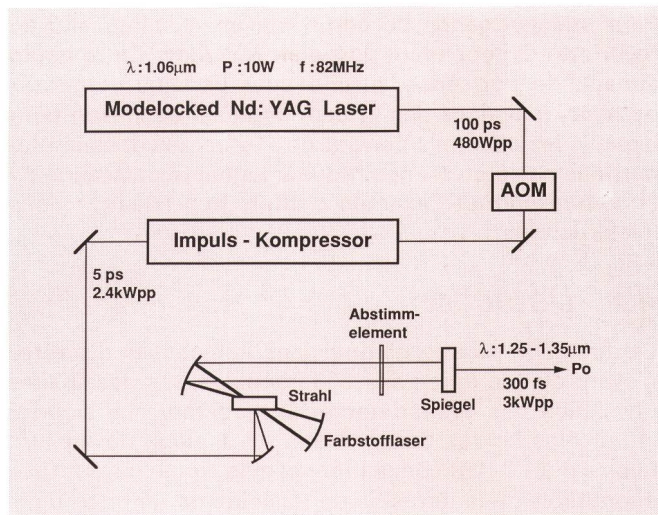 λ:1.06µm P:10W f:82MHz
Modelocked Nd: YAG Laser
100 ps
480Wpp
AOM
Impuls - Kompressor
5 ps
2.4kWpp
Abstimm-
element
λ:1.25-1.35µm
Po
300 fs
3kWpp
Spiegel
Strahl
Farbstofflaser